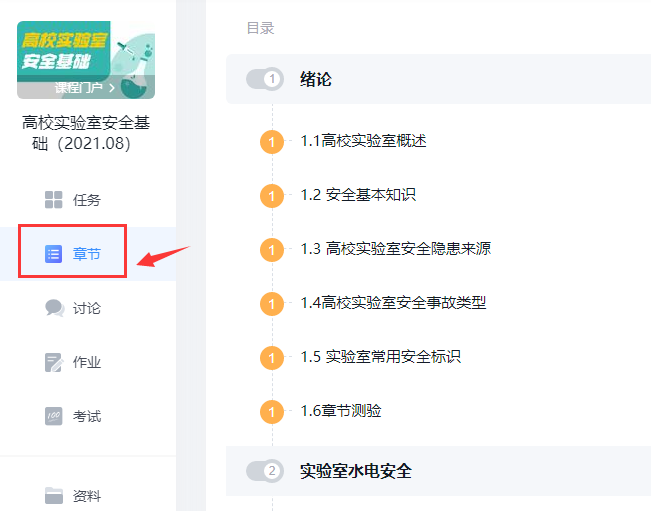 高校实验室
安全基础
课程门户 >
高校实验室安全基
础（2021.08）
任务
章节
讨论
作业
100
考试
资料
目录
1
绪论
1
1.1高校实验室概述
1
1.2 安全基本知识
1
1.3 高校实验室安全隐患来源
1
1.4高校实验室安全事故类型
1
1.5 实验室常用安全标识
1
1.6章节测验
2
实验室水电安全